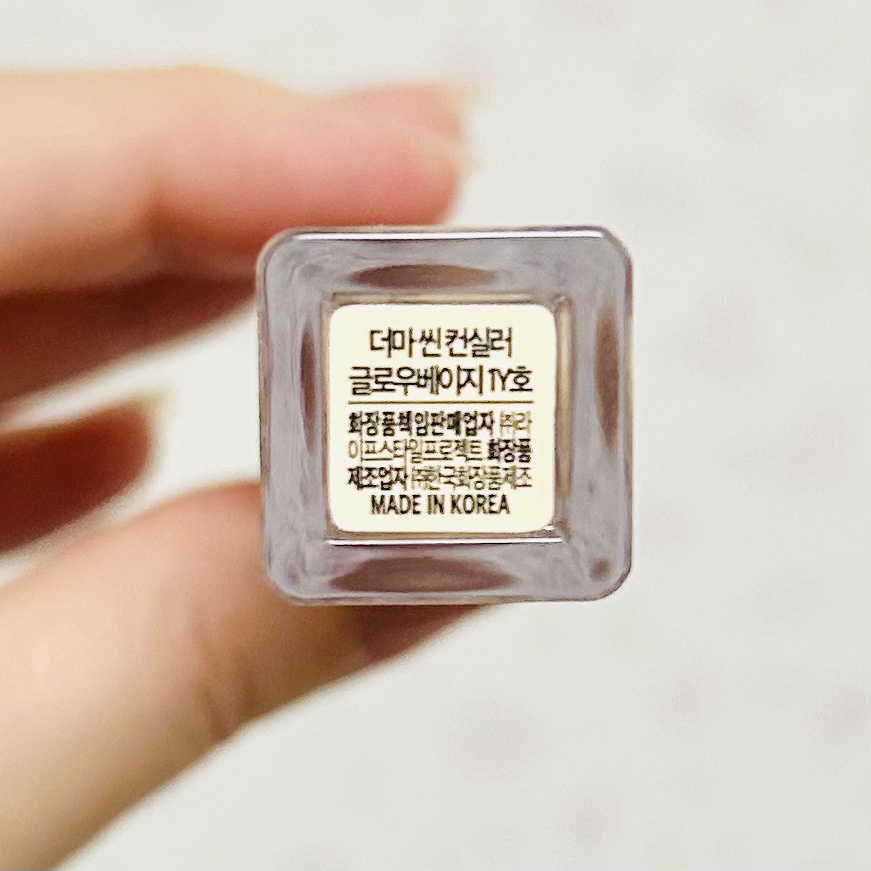 더마 씬 컨실러
글로우베이지 1Y호
화장품책임판매업자 ㈜라
이프스타일프로젝트 화장품
제조업자 ㈜한국화장품제조
MADE IN KOREA